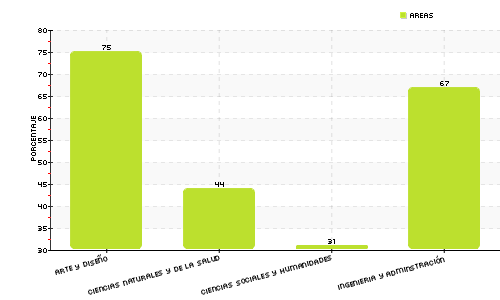 AREAS
PORCENTAJE
80
75
70
65
60
55
50
45
40
35
30
75
44
31
67
ARTE Y DISEÑO
CIENCIAS NATURALES Y DE LA SALUD
CIENCIAS SOCIALES Y HUMANIDADES
INGENIERIA Y ADMINSTRACIÓN